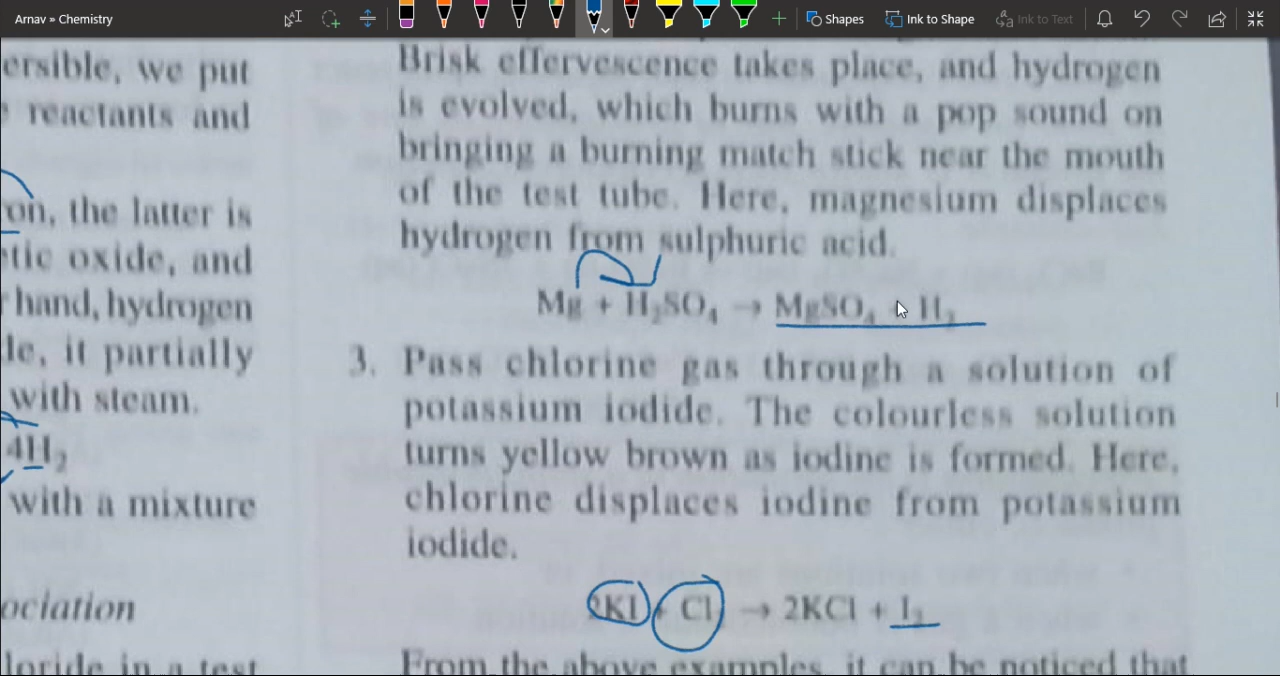 Arnav » Chemistry
Shapes
Ink to Shape
Ink to Text
ersible, we put
reactants and
on, the latter is
etic oxide, and
hand, hydrogen
le, it partially
with steam.
4H₂
with a mixture
ociation
loride in a test
Brisk effervescence takes place, and hydrogen
is evolved, which burns with a pop sound on
bringing a burning match stick near the mouth
of the test tube. Here, magnesium displaces
hydrogen from sulphuric acid.
Mg + H₂SO₄ → MgSO₄ + H₂
3. Pass chlorine gas through a solution of
potassium iodide. The colourless solution
turns yellow brown as iodine is formed. Here,
chlorine displaces iodine from potassium
iodide.
2KI + Cl₂ → 2KCl + I₂
From the above examples, it can be noticed that